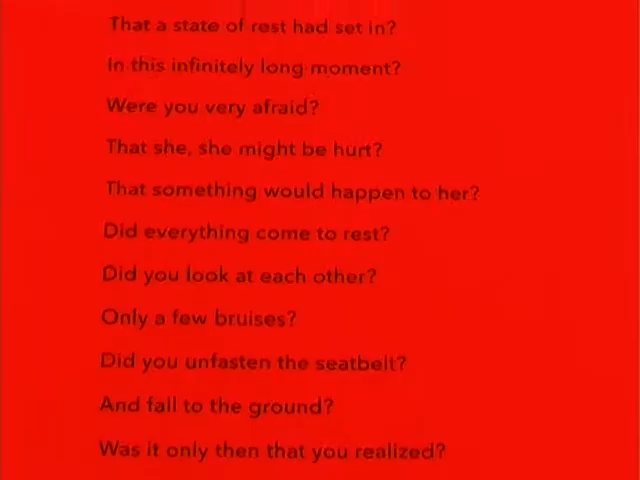 That a state of rest had set in?
In this infinitely long moment?
Were you very afraid?
That she, she might be hurt?
That something would happen to her?
Did everything come to rest?
Did you look at each other?
Only a few bruises?
Did you unfasten the seatbelt?
And fall to the ground?
Was it only then that you realized?